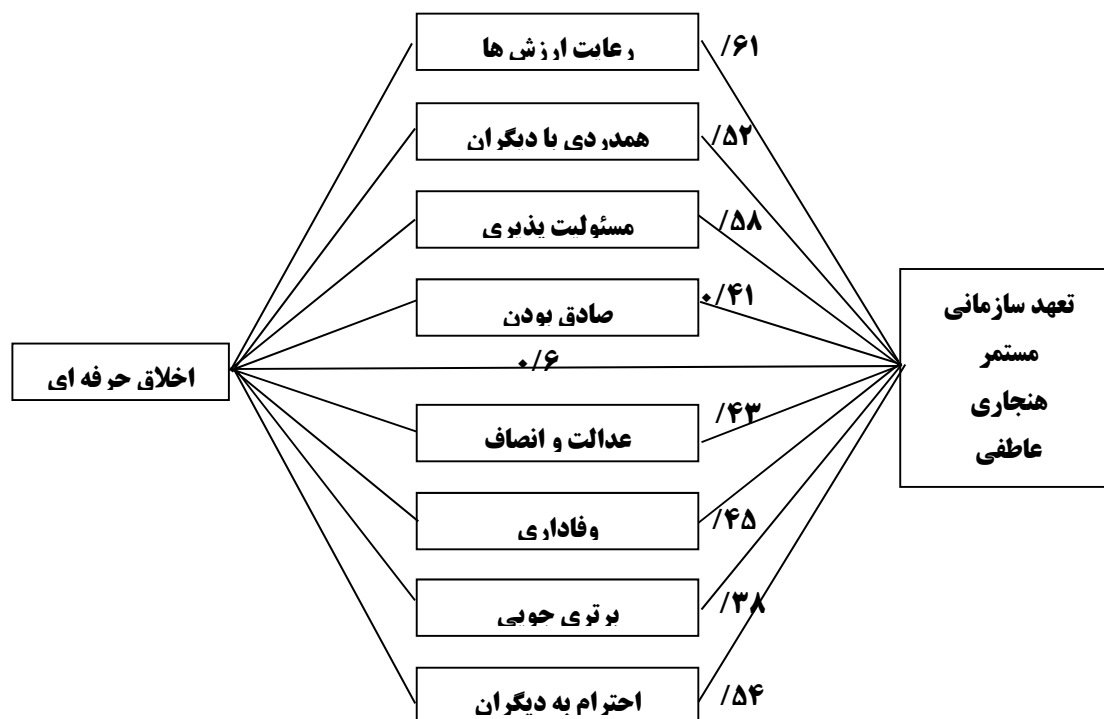 رعایت ارزش ها
/۶۱
همدردی با دیگران
/۵۲
مسئولیت پذیری
/۵۸
صادق بودن
۰/۴۱
۰/۶
اخلاق حرفه ای
عدالت و انصاف
/۴۳
وفاداری
/۴۵
برتری جویی
/۳۸
احترام به دیگران
/۵۴
تعهد سازمانی
مستمر
هنجاری
عاطفی